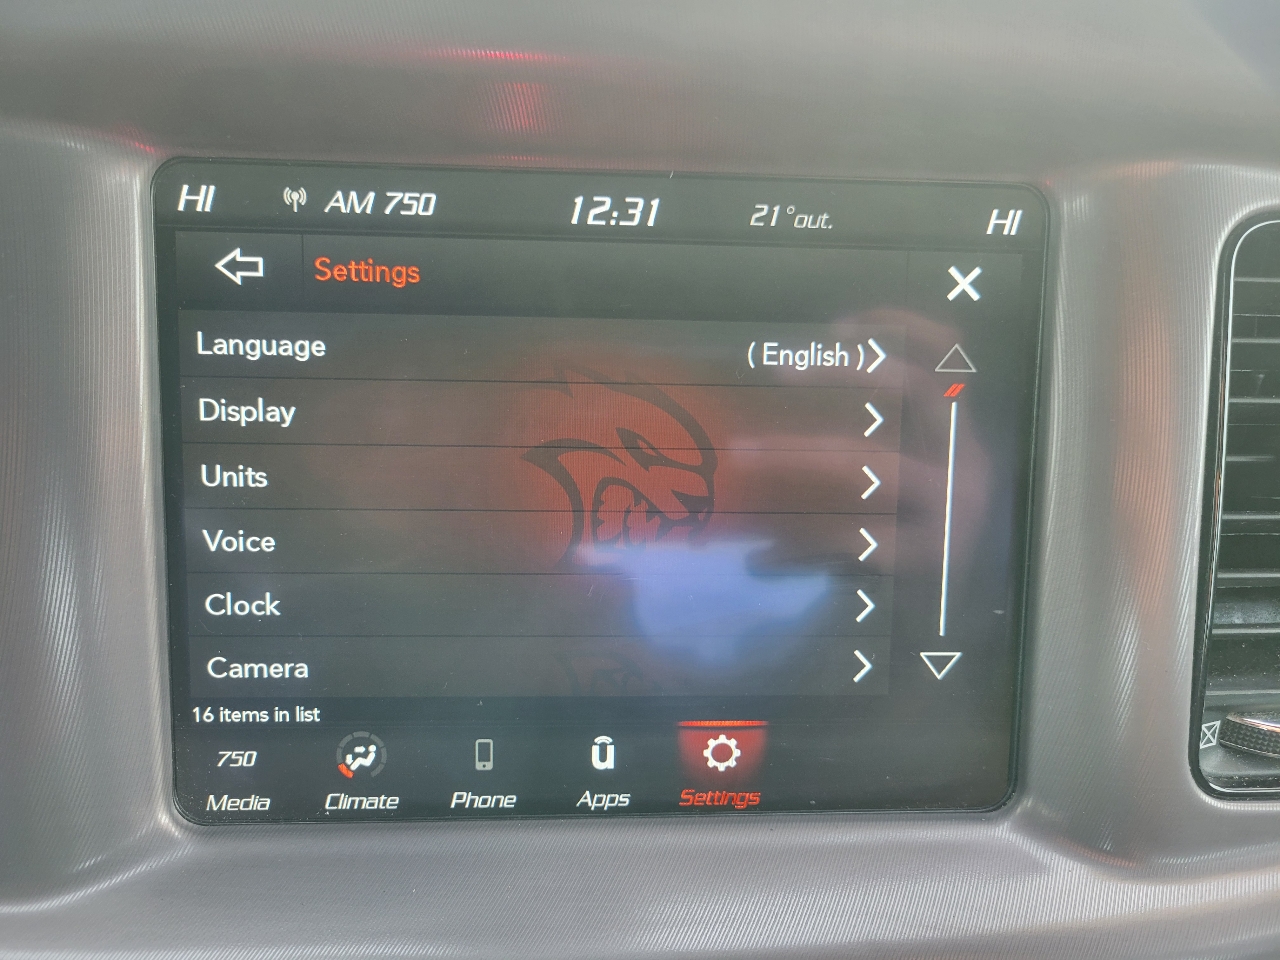 HI AM 750 12:31 21°out. HI
Settings
Language ( English )
Display
Units
Voice
Clock
Camera
16 items in list
750
Media Climate Phone Apps Settings